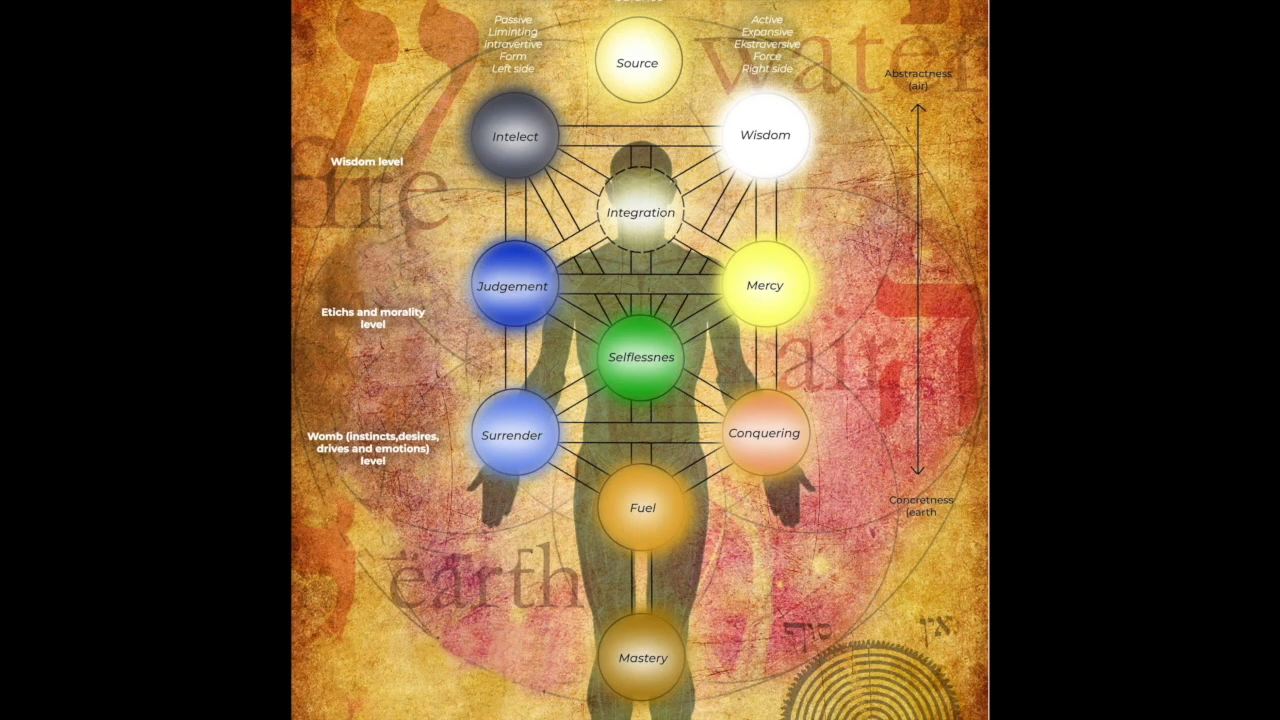 Passive
Liminting
Intravertive
Form
Left side
Source
Active
Expansive
Ekstraversive
Force
Right side
water
Abstractness
(air)
Intelect
Wisdom
Wisdom level
fire
Integration
Judgement
Mercy
Etichs and morality
level
Selflessnes
air
ה
Surrender
Conquering
Womb (instincts,desires,
drives and emotions)
level
Fuel
Concretness
(earth
earth
אין
סוף
Mastery